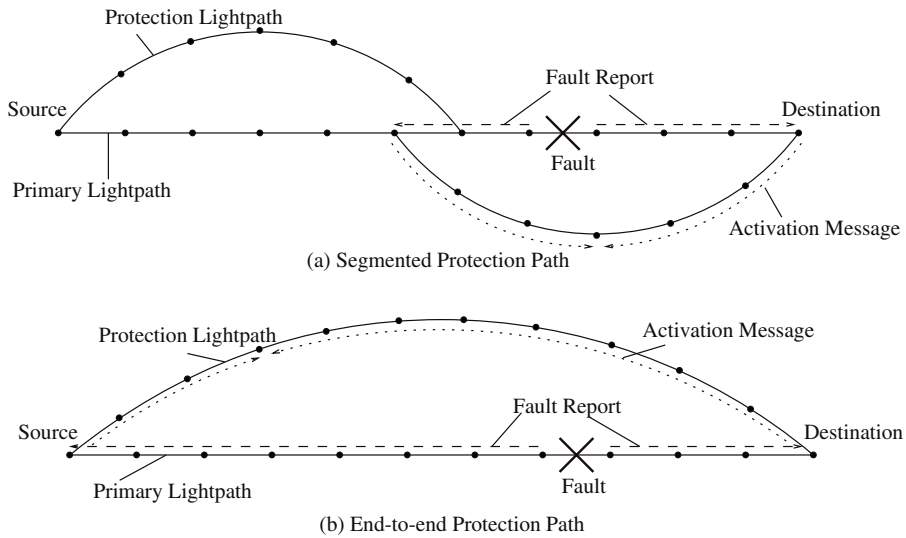 Protection Lightpath
Source
Fault Report
Destination
Fault
Primary Lightpath
Activation Message
(a) Segmented Protection Path
Protection Lightpath
Activation Message
Source
Fault Report
Destination
Primary Lightpath
Fault
(b) End-to-end Protection Path